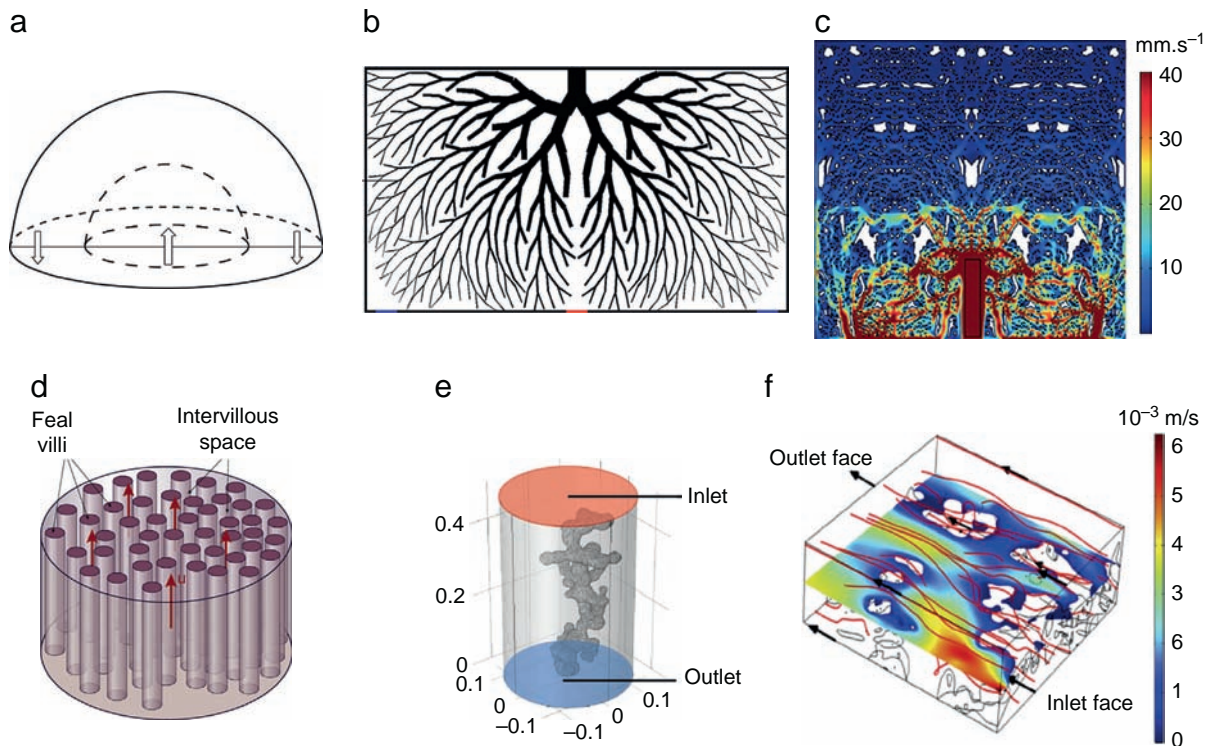 a
b
c
mm.s–1
40
30
20
10
d
Feal
villi
Intervillous
space
u
e
Inlet
0.4
0.2
0
0.1
0
–0.1
–0.1
0
0.1
Outlet
f
10–3 m/s
Outlet face
Inlet face
6
5
4
3
6
1
0